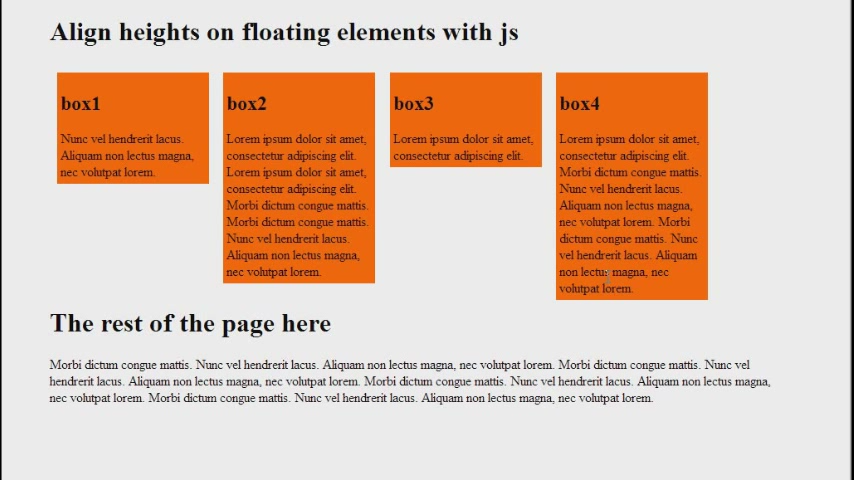 Align heights on floating elements with js
box1
Nunc vel hendrerit lacus.
Aliquam non lectus magna,
nec volutpat lorem.
box2
Lorem ipsum dolor sit amet,
consectetur adipiscing elit.
Lorem ipsum dolor sit amet,
consectetur adipiscing elit.
Morbi dictum congue mattis.
Morbi dictum congue mattis.
Nunc vel hendrerit lacus.
Aliquam non lectus magna,
nec volutpat lorem.
box3
Lorem ipsum dolor sit amet,
consectetur adipiscing elit.
box4
Lorem ipsum dolor sit amet,
consectetur adipiscing elit.
Morbi dictum congue mattis.
Nunc vel hendrerit lacus.
Aliquam non lectus magna,
nec volutpat lorem. Morbi
dictum congue mattis. Nunc
vel hendrerit lacus. Aliquam
non lectus magna, nec
volutpat lorem.
The rest of the page here
Morbi dictum congue mattis. Nunc vel hendrerit lacus. Aliquam non lectus magna, nec volutpat lorem. Morbi dictum congue mattis. Nunc vel
hendrerit lacus. Aliquam non lectus magna, nec volutpat lorem. Morbi dictum congue mattis. Nunc vel hendrerit lacus. Aliquam non lectus magna,
nec volutpat lorem. Morbi dictum congue mattis. Nunc vel hendrerit lacus. Aliquam non lectus magna, nec volutpat lorem.